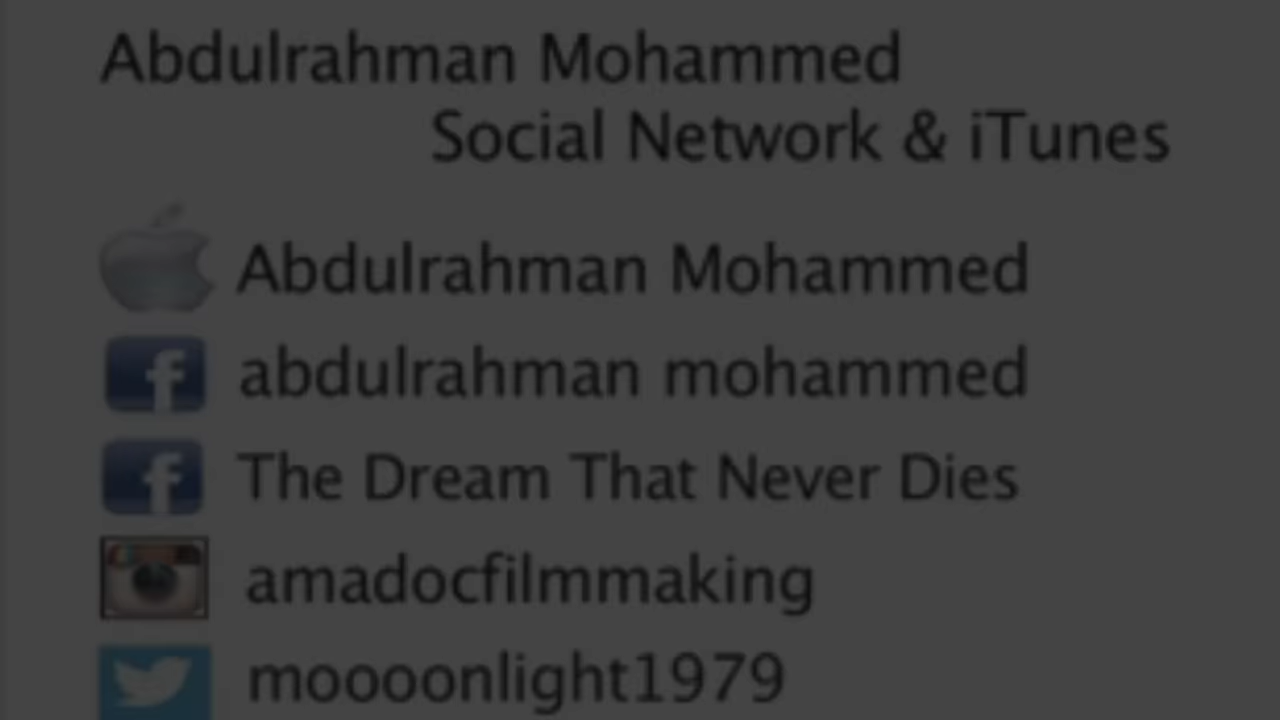 Abdulrahman Mohammed
Social Network & iTunes
Abdulrahman Mohammed
abdulrahman mohammed
The Dream That Never Dies
amadocfilmmaking
moooonlight1979